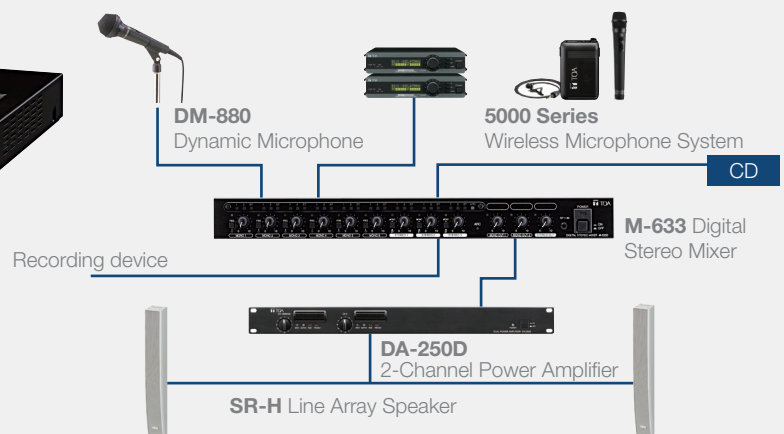 DM-880
Dynamic Microphone
5000 Series
Wireless Microphone System
CD
TOA
M-633 Digital
Stereo Mixer
Recording device
DA-250D
2-Channel Power Amplifier
SR-H Line Array Speaker